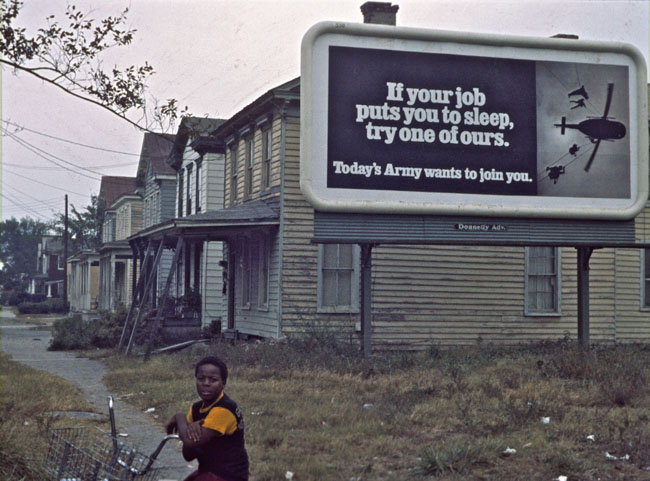 If your job
puts you to sleep,
try one of ours.
Today's Army wants to join you.
Donnelly Adv.